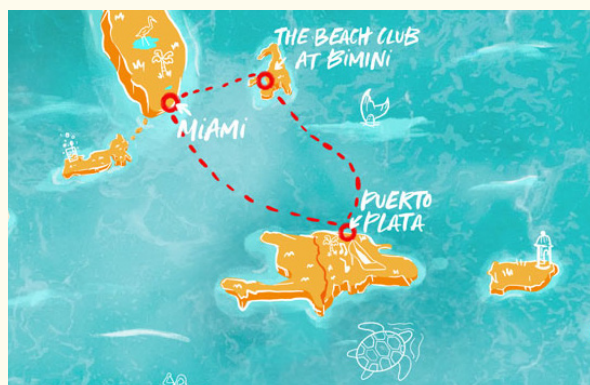 THE BEACH CLUB
AT BIMINI
MIAMI
PUERTO
PLATA